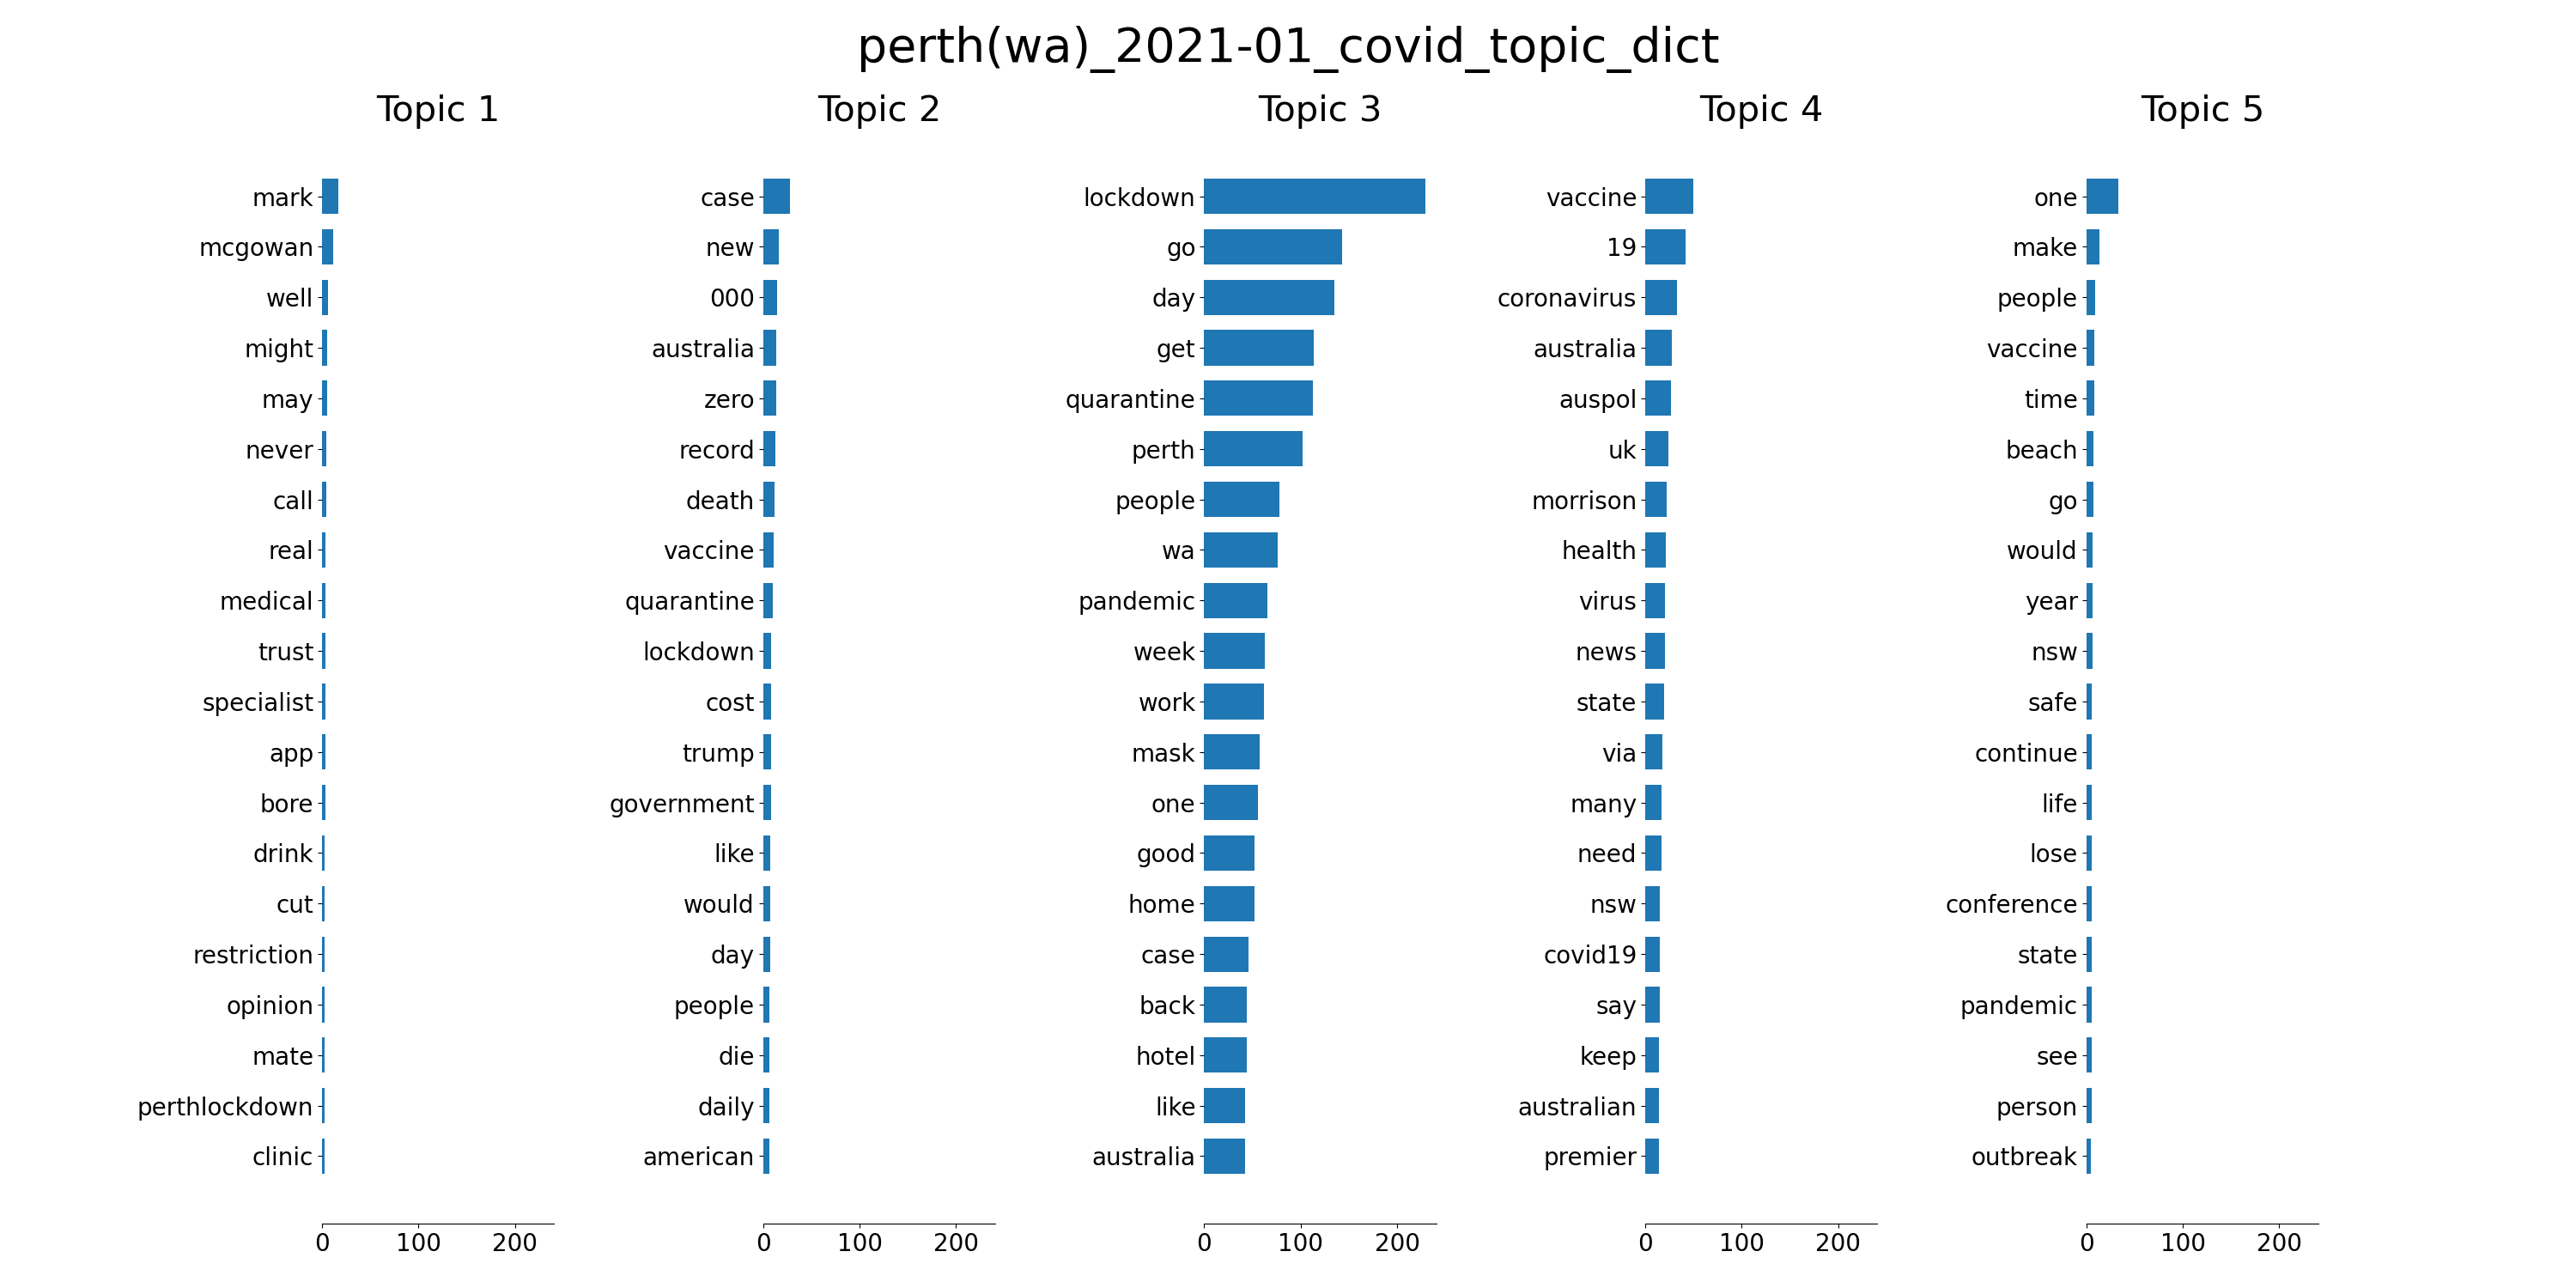 perth(wa)_2021-01_covid_topic_dict
Topic 1
mark
mcgowan
well
might
may
never
call
real
medical
trust
specialist
app
bore
drink
cut
restriction
opinion
mate
perthlockdown
clinic
0 100 200
Topic 2
case
new
000
australia
zero
record
death
vaccine
quarantine
lockdown
cost
trump
government
like
would
day
people
die
daily
american
0 100 200
Topic 3
lockdown
go
day
get
quarantine
perth
people
wa
pandemic
week
work
mask
one
good
home
case
back
hotel
like
australia
0 100 200
Topic 4
vaccine
19
coronavirus
australia
auspol
uk
morrison
health
virus
news
state
via
many
need
nsw
covid19
say
keep
australian
premier
0 100 200
Topic 5
one
make
people
vaccine
time
beach
go
would
year
nsw
safe
continue
life
lose
conference
state
pandemic
see
person
outbreak
0 100 200